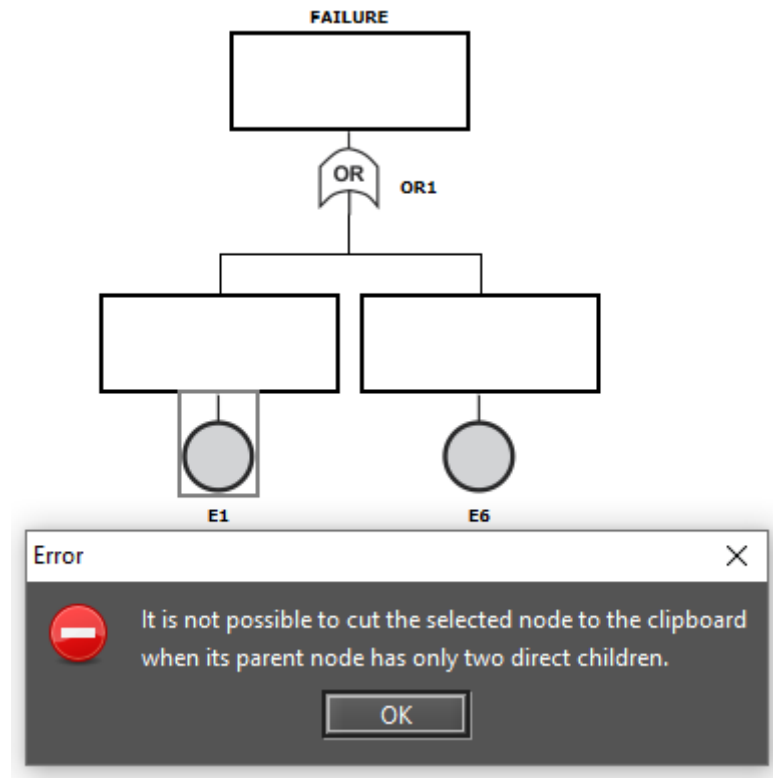 FAILURE
OR
OR1
E1
E6
Error
It is not possible to cut the selected node to the clipboard
when its parent node has only two direct children.
OK